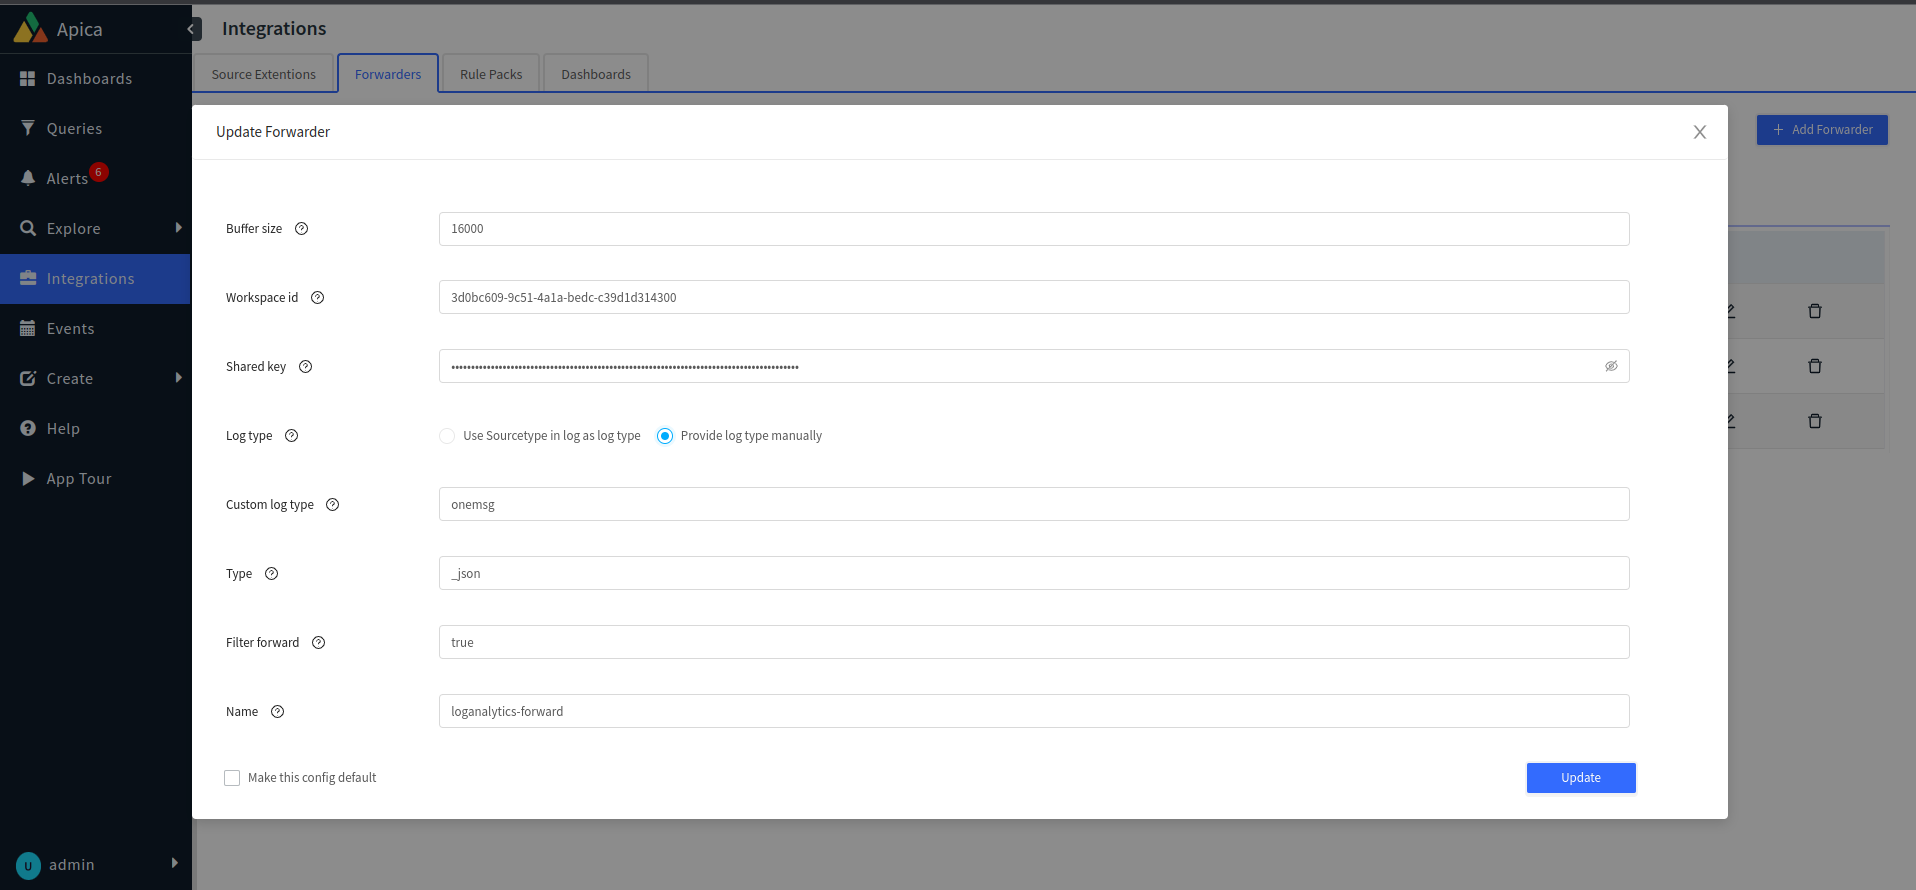 Apica
Integrations
Source Extentions
Forwarders
Rule Packs
Dashboards
Dashboards
Queries
Alerts
6
Explore
Integrations
Events
Create
Help
App Tour
U
admin
+ Add Forwarder
Update Forwarder
Buffer size
16000
Workspace id
3d0bc609-9c51-4a1a-bedc-c39d1d314300
Shared key
Log type
Use Sourcetype in log as log type
Provide log type manually
Custom log type
onemsg
Type
_json
Filter forward
true
Name
loganalytics-forward
Make this config default
Update